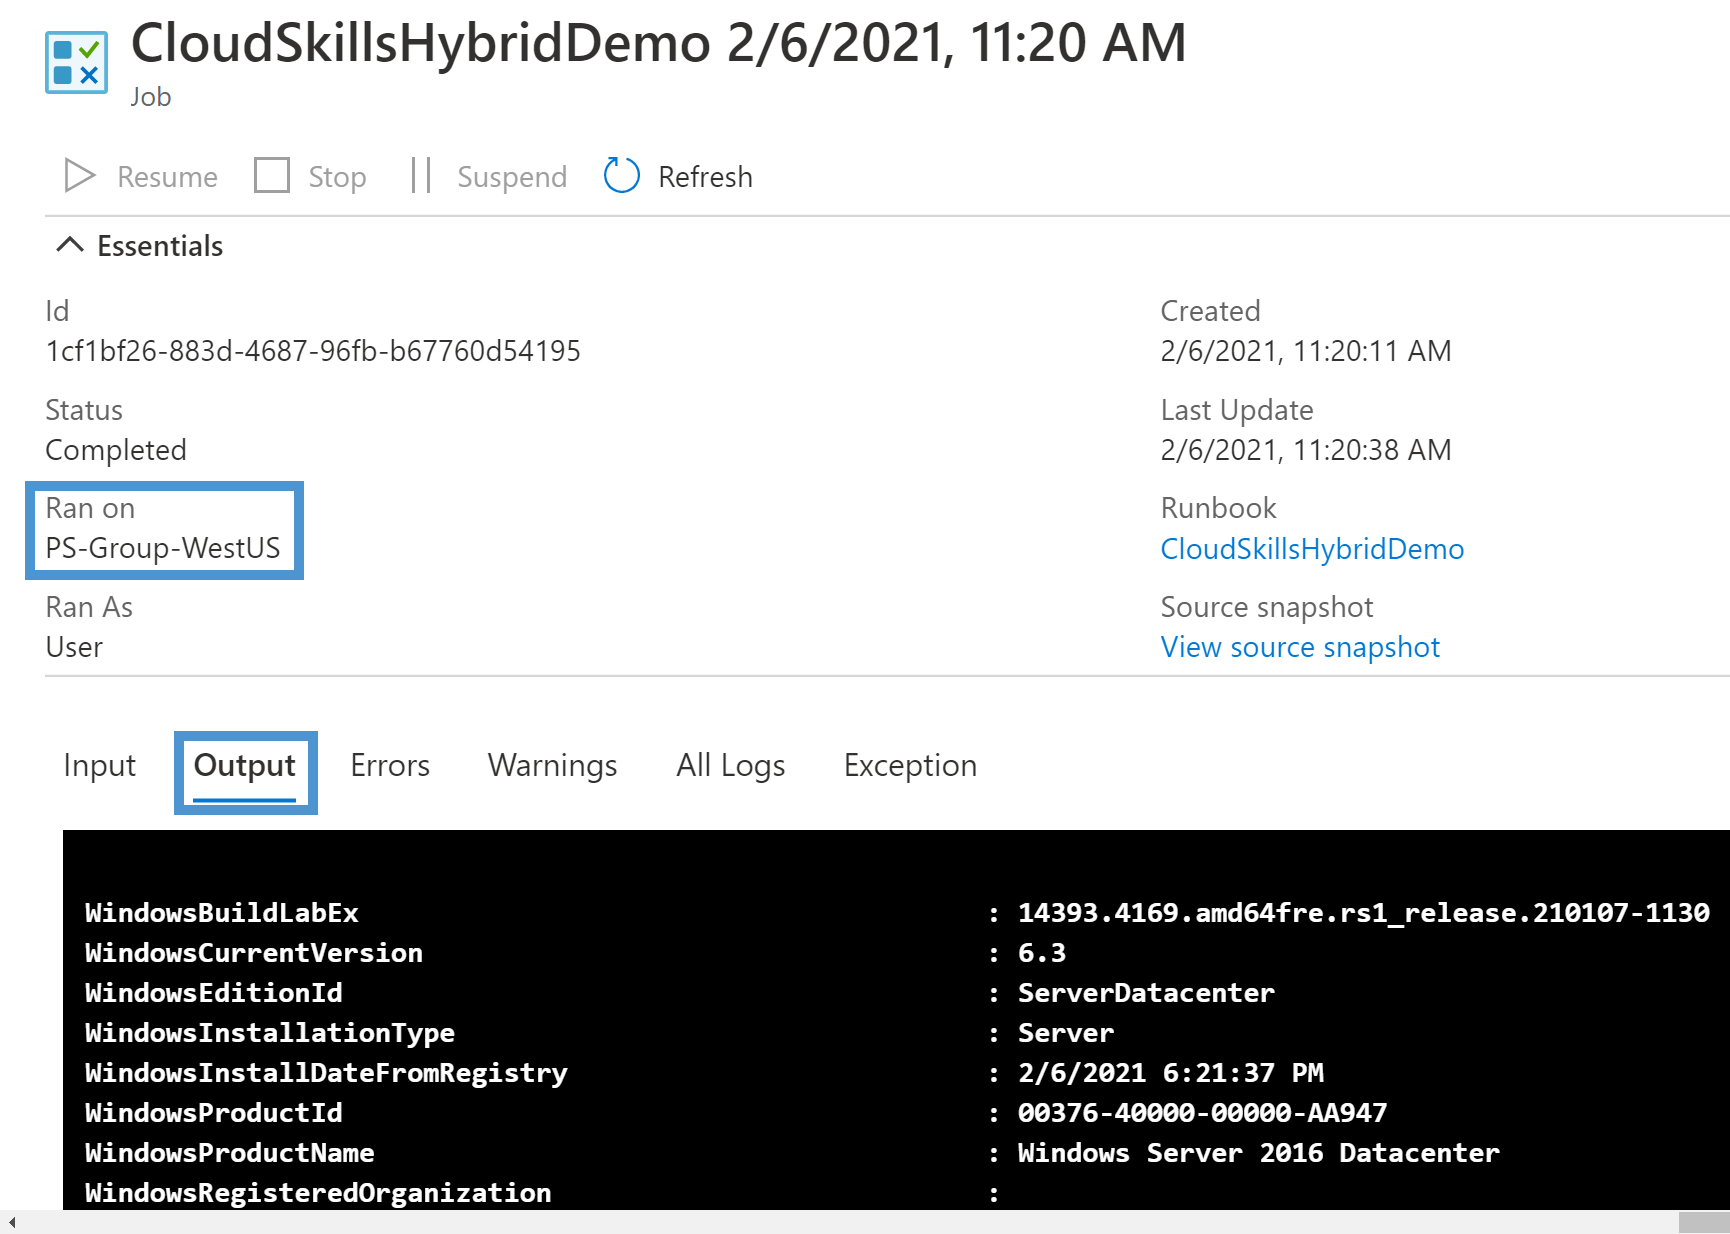 CloudSkillsHybridDemo 2/6/2021, 11:20 AM
Job
Resume Stop Suspend Refresh
Essentials
Id
1cf1bf26-883d-4687-96fb-b67760d54195
Status
Completed
Ran on
PS-Group-WestUS
Ran As
User
Created
2/6/2021, 11:20:11 AM
Last Update
2/6/2021, 11:20:38 AM
Runbook
CloudSkillsHybridDemo
Source snapshot
View source snapshot
Input Output Errors Warnings All Logs Exception
WindowsBuildLabEx : 14393.4169.amd64fre.rs1_release.210107-1130
WindowsCurrentVersion : 6.3
WindowsEditionId : ServerDatacenter
WindowsInstallationType : Server
WindowsInstallDateFromRegistry : 2/6/2021 6:21:37 PM
WindowsProductId : 00376-40000-00000-AA947
WindowsProductName : Windows Server 2016 Datacenter
WindowsRegisteredOrganization :